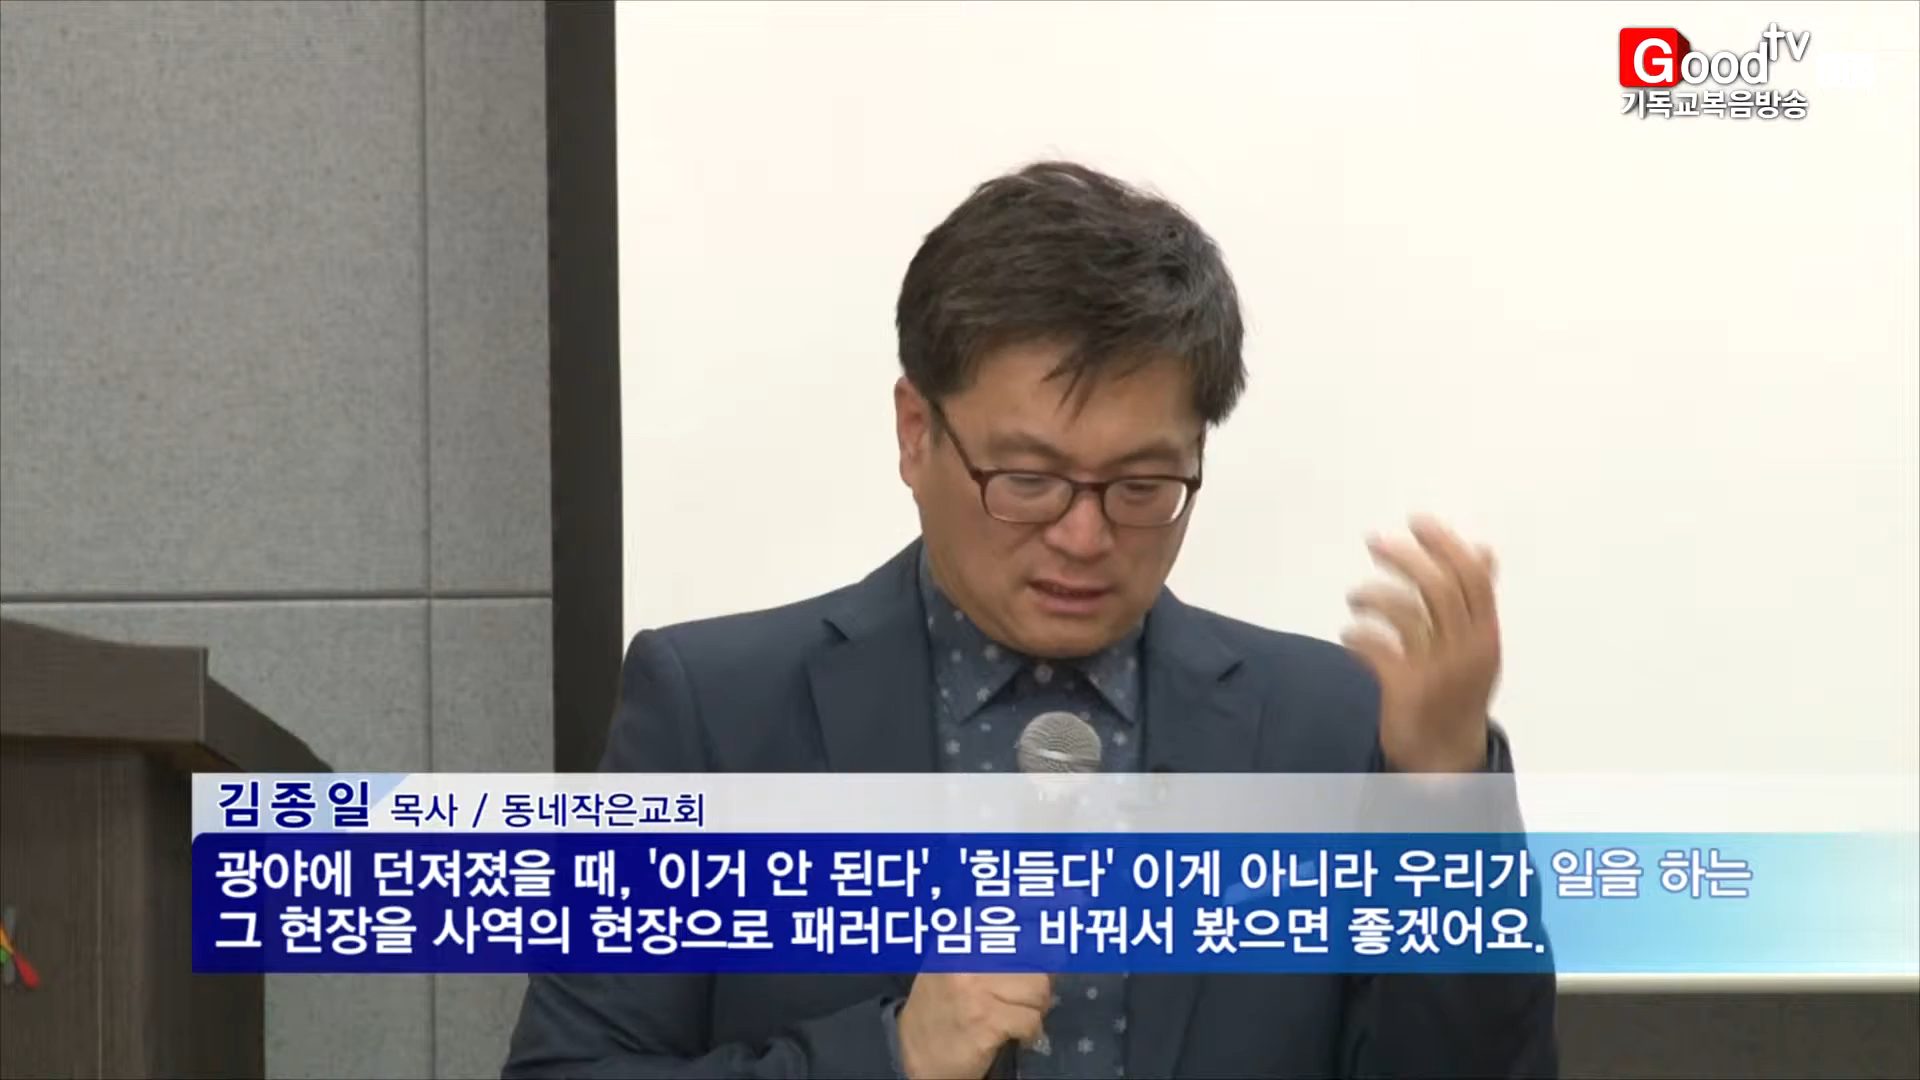 Good tv
기독교복음방송
김종일 목사 / 동네작은교회
광야에 던져졌을 때, '이거 안 된다', '힘들다' 이게 아니라 우리가 일을 하는
그 현장을 사역의 현장으로 패러다임을 바꿔서 봤으면 좋겠어요.